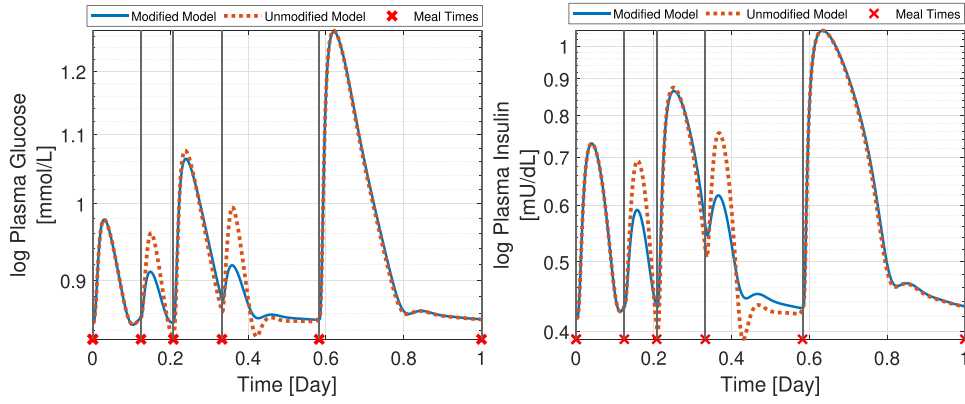 Modified Model Unmodified Model Meal Times
log Plasma Glucose
[mmol/L]
1.2
1.1
1
0.9
0 0.2 0.4 0.6 0.8 1
Time [Day]
Modified Model Unmodified Model Meal Times
log Plasma Insulin
[mU/dL]
1
0.9
0.8
0.7
0.6
0.5
0.4
0 0.2 0.4 0.6 0.8 1
Time [Day]